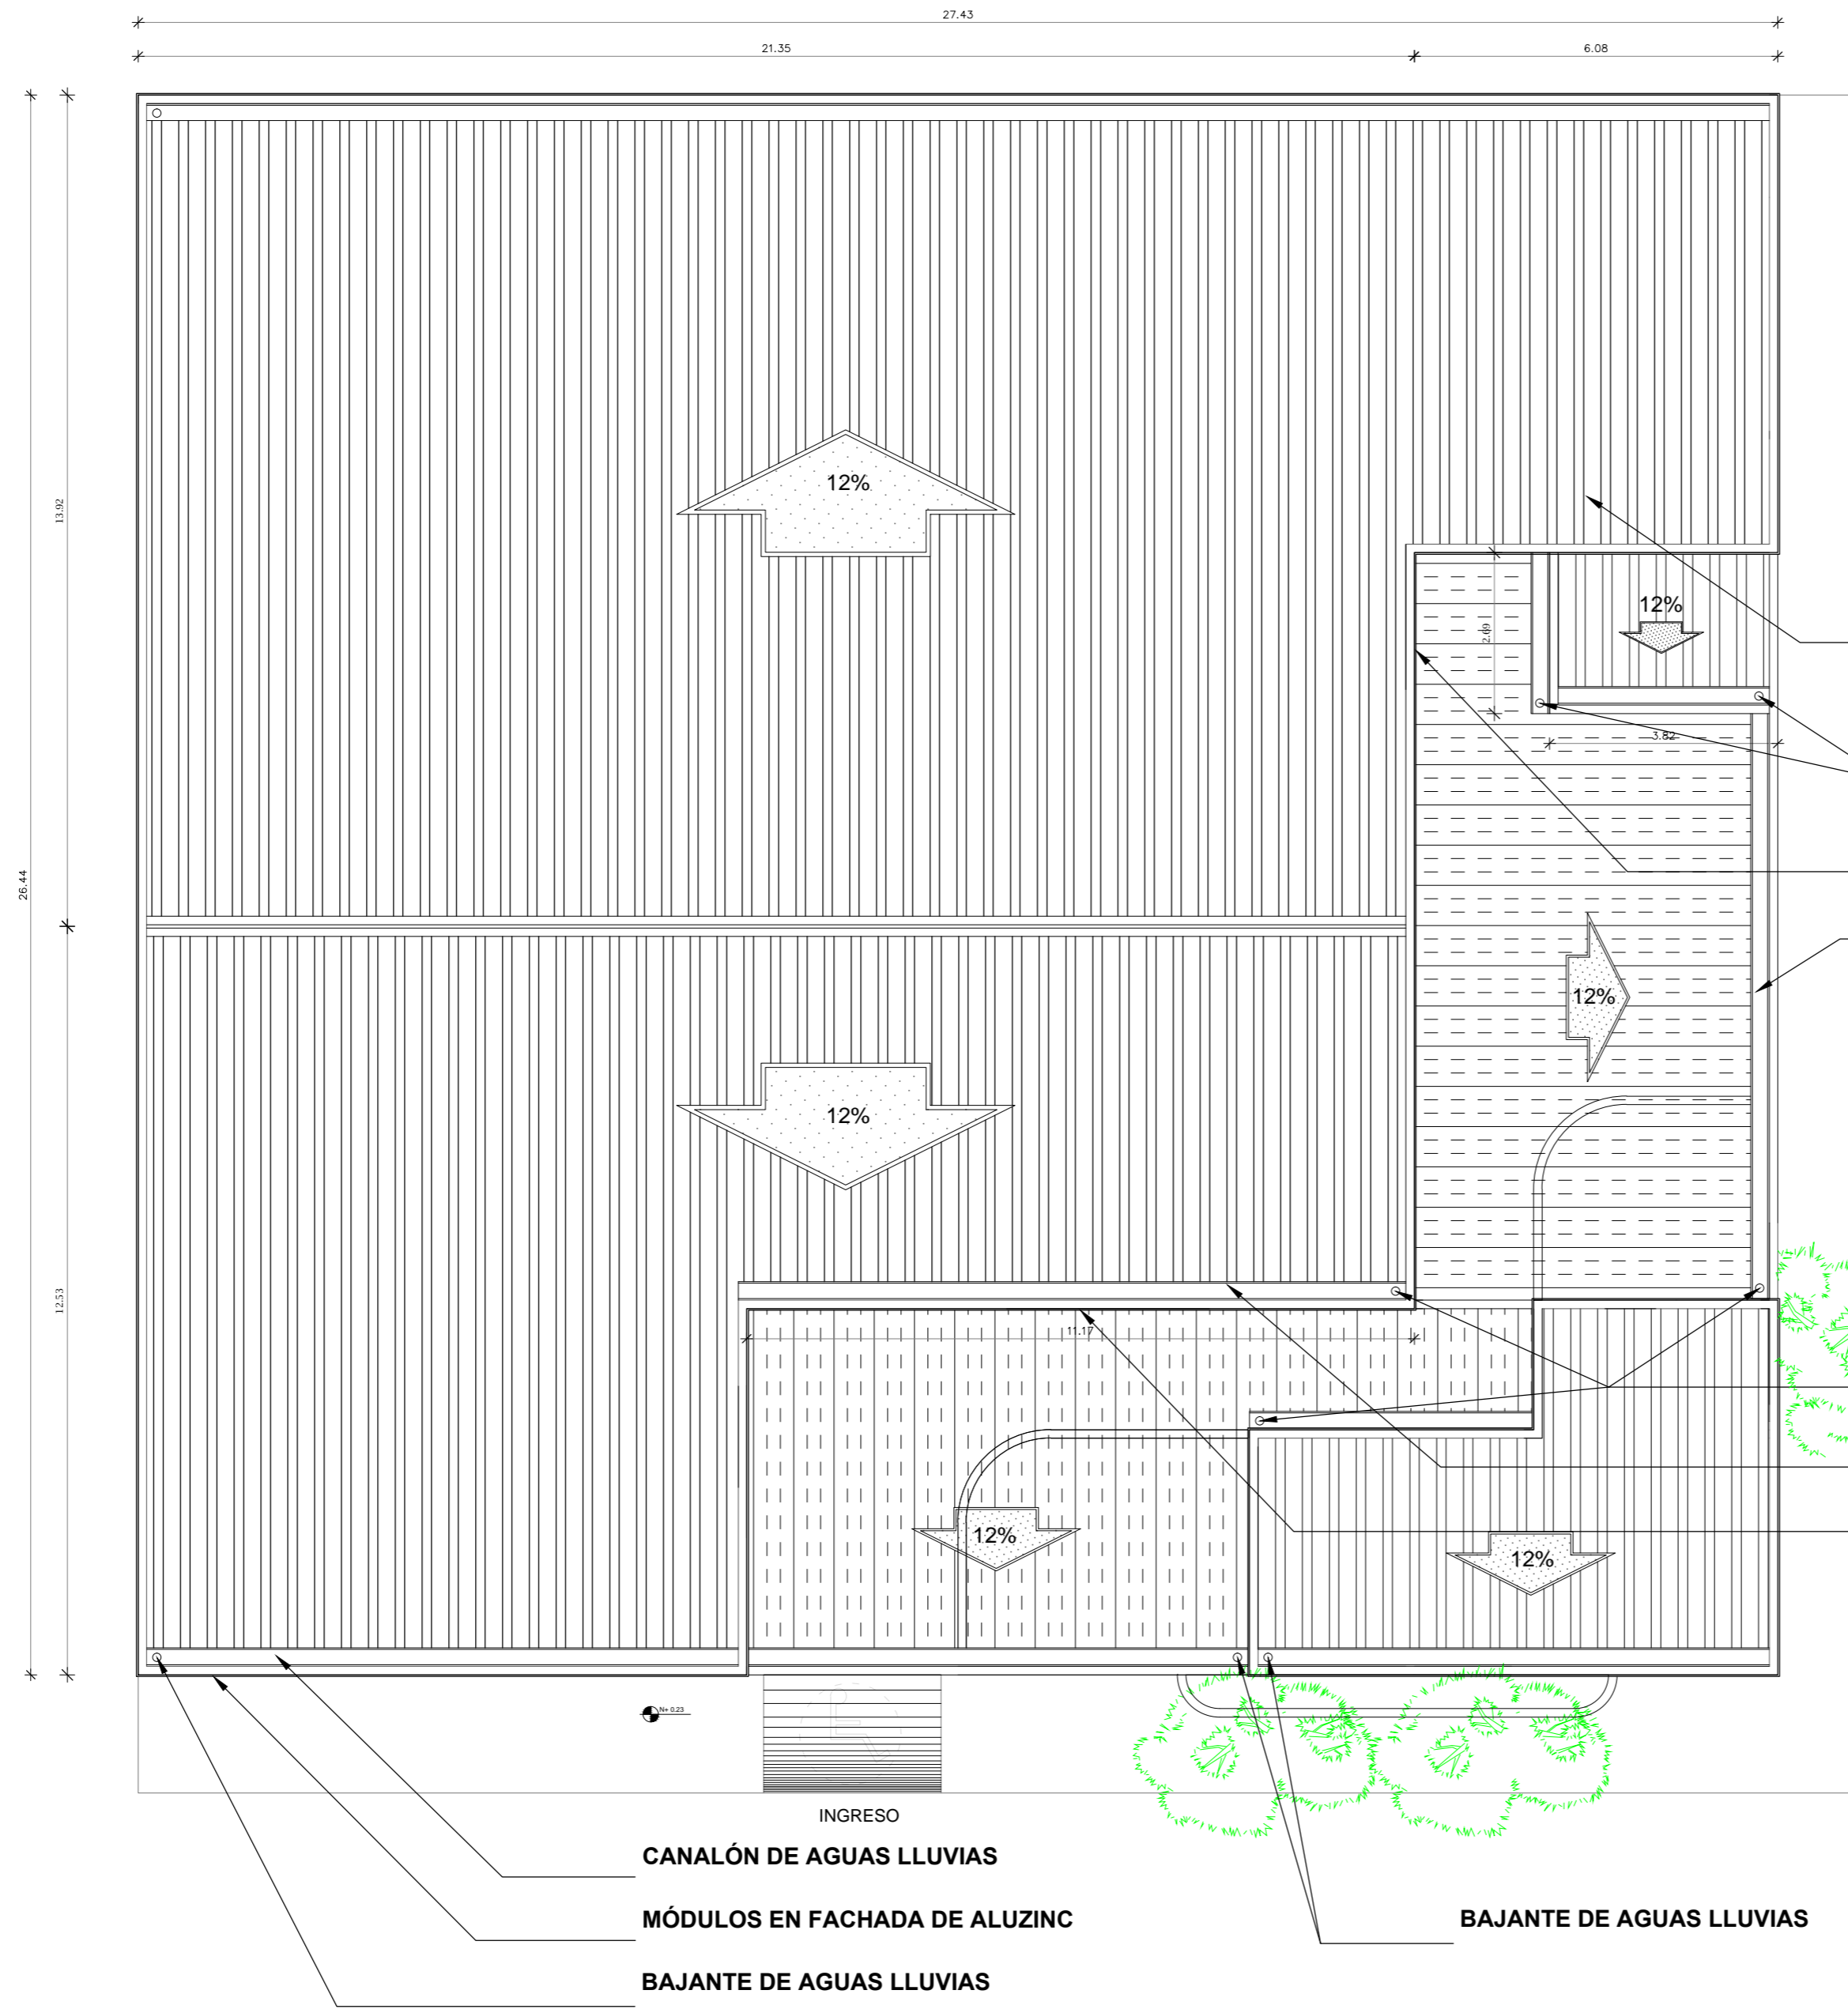 27.43
21.35
6.08
12%
13.92
12%
2.69
3.82
26.44
12%
12%
12.53
11.17
12%
12%
N+ 0.23
INGRESO
CANALÓN DE AGUAS LLUVIAS
MÓDULOS EN FACHADA DE ALUZINC
BAJANTE DE AGUAS LLUVIAS
BAJANTE DE AGUAS LLUVIAS